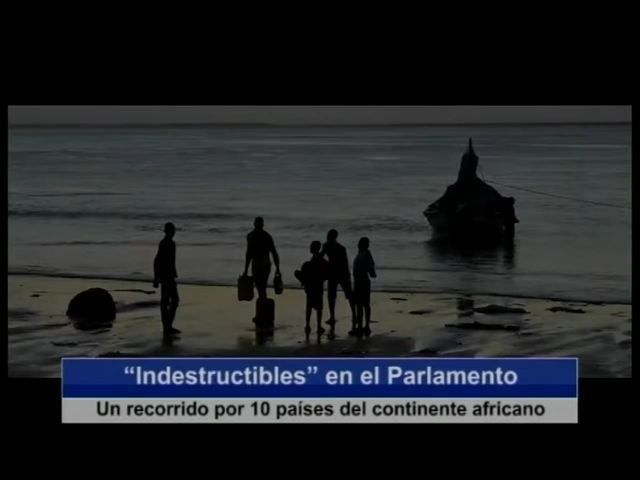 “Indestructibles” en el Parlamento
Un recorrido por 10 países del continente africano